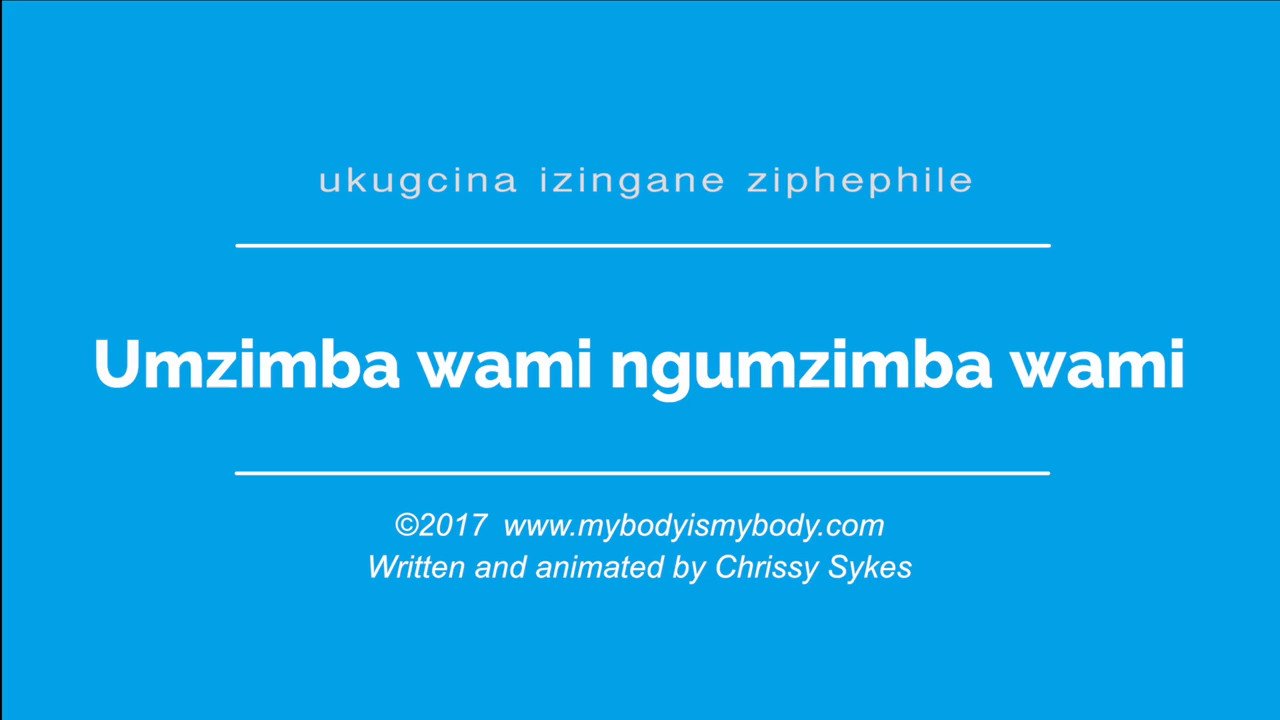 ukugcina izingane ziphephile
Umzimba wami ngumzimba wami
©2017 www.mybodyismybody.com
Written and animated by Chrissy Sykes